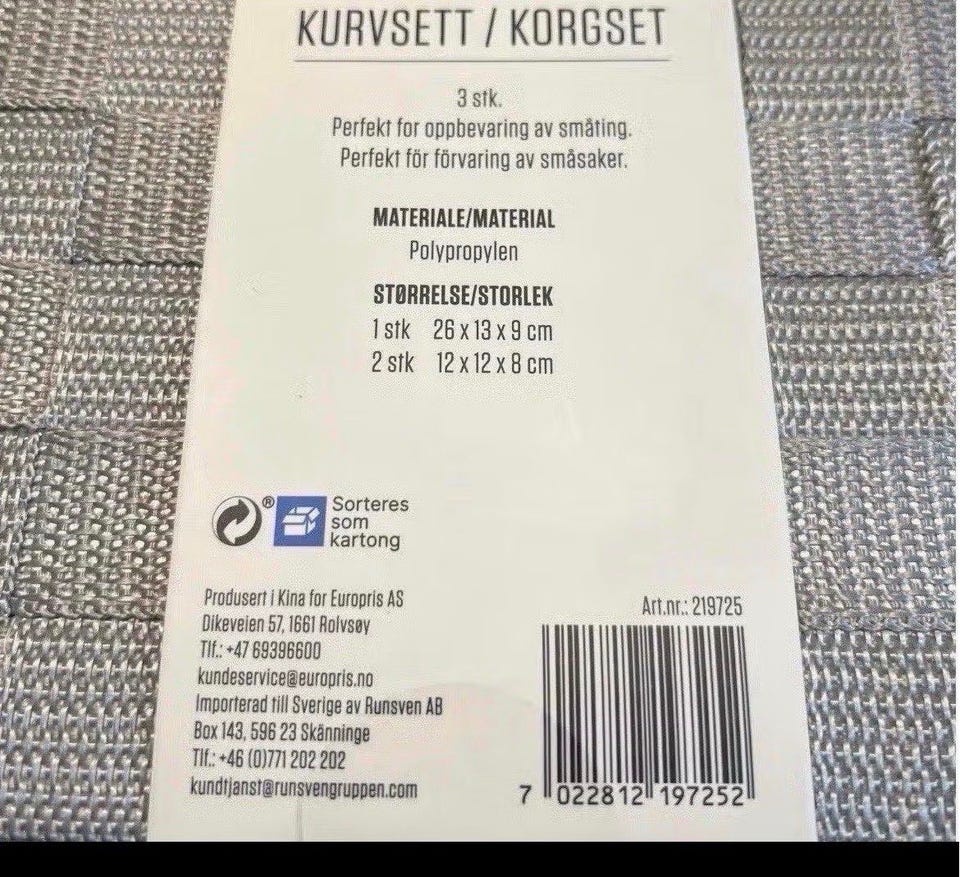 KURVSETT / KORGSET
3 stk.
Perfekt for oppbevaring av småting.
Perfekt för förvaring av småsaker.
MATERIALE/MATERIAL
Polypropylen
STØRRELSE/STORLEK
1 stk 26 x 13 x 9 cm
2 stk 12 x 12 x 8 cm
®
Sorteres
som
kartong
Produsert i Kina for Europris AS
Dikeveien 57, 1661 Rolvsøy
Tlf.: +47 69396600
kundeservice@europris.no
Importerad till Sverige av Runsven AB
Box 143, 596 23 Skänninge
Tlf.: +46 (0)771 202 202
kundtjanst@runsvengruppen.com
Art.nr.: 219725
7 022812 197252